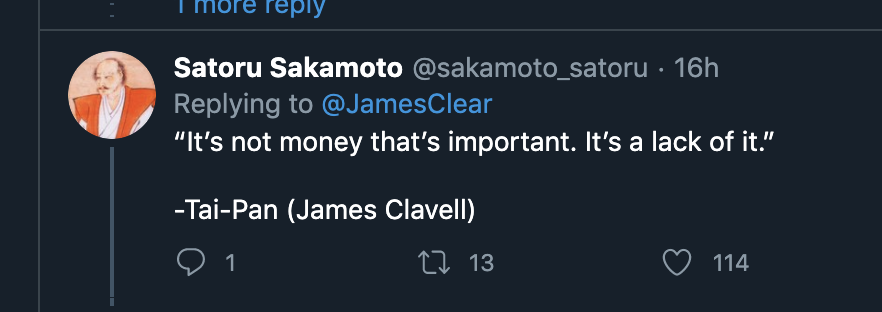 1 more reply
Satoru Sakamoto @sakamoto_satoru · 16h
Replying to @JamesClear
“It’s not money that’s important. It’s a lack of it.”
-Tai-Pan (James Clavell)
1 13 114